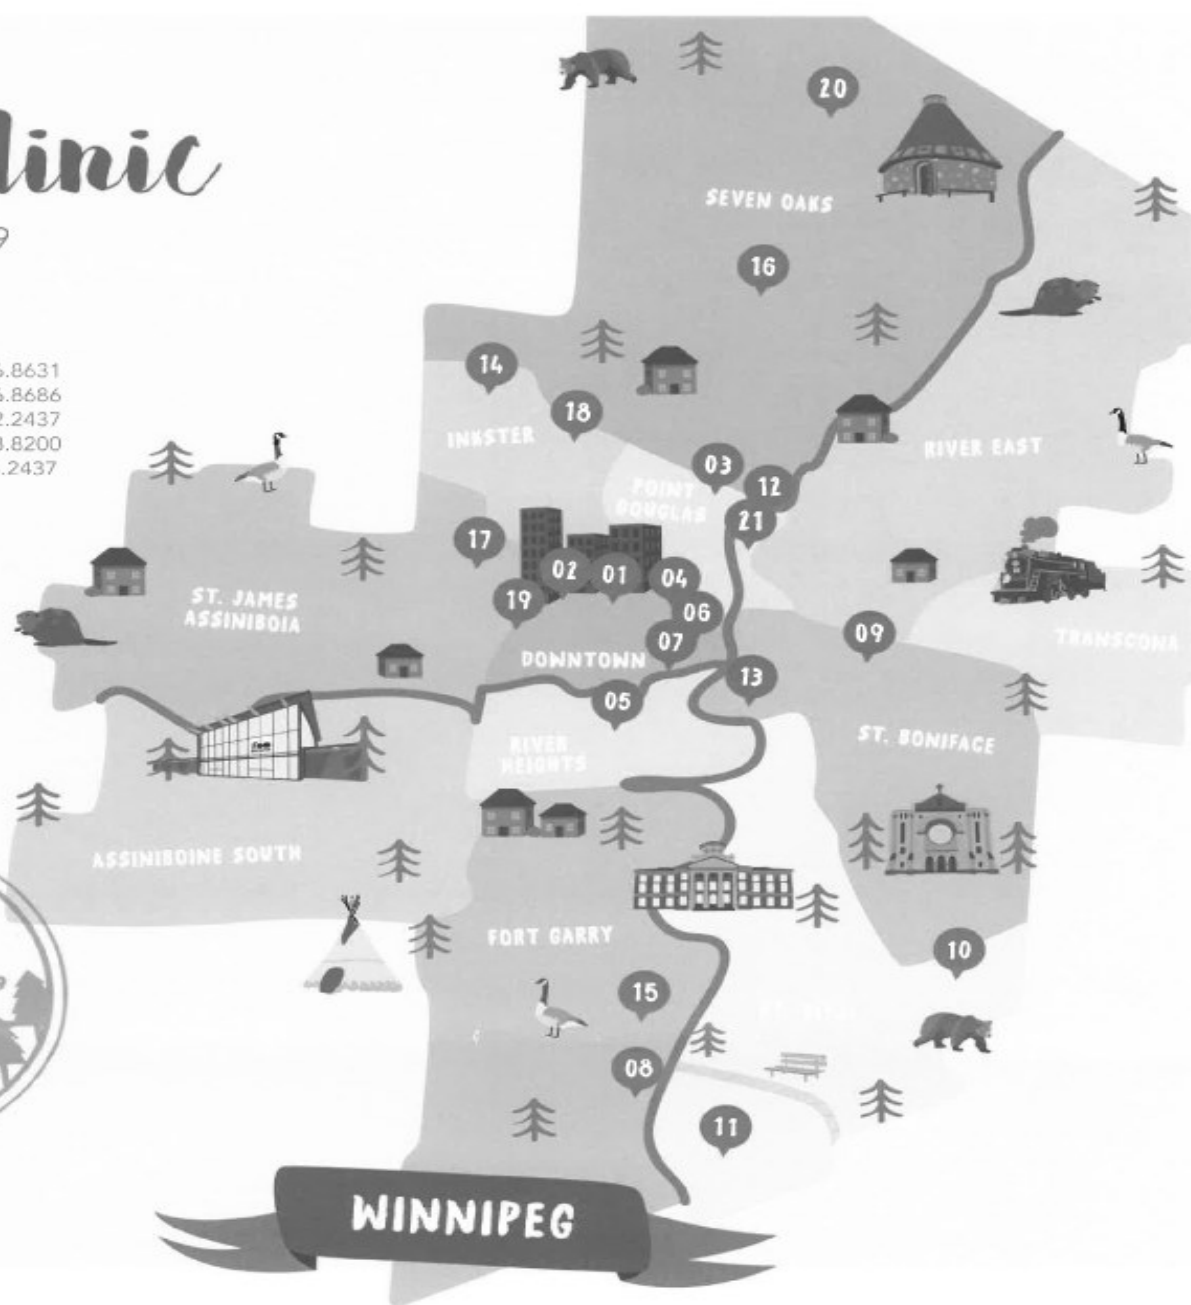 linic
9
.8631
.8686
.2437
.8200
.2437
20
SEVEN OAKS
16
14
18
INKSTER
RIVER EAST
03
POINT
DOUGLAS
12
21
17
02
01
04
19
06
ST. JAMES
ASSINIBOIA
07
09
TRANSCONA
DOWNTOWN
13
05
RIVER
HEIGHTS
ST. BONIFACE
ASSINIBOINE SOUTH
FORT GARRY
10
15
08
11
WINNIPEG